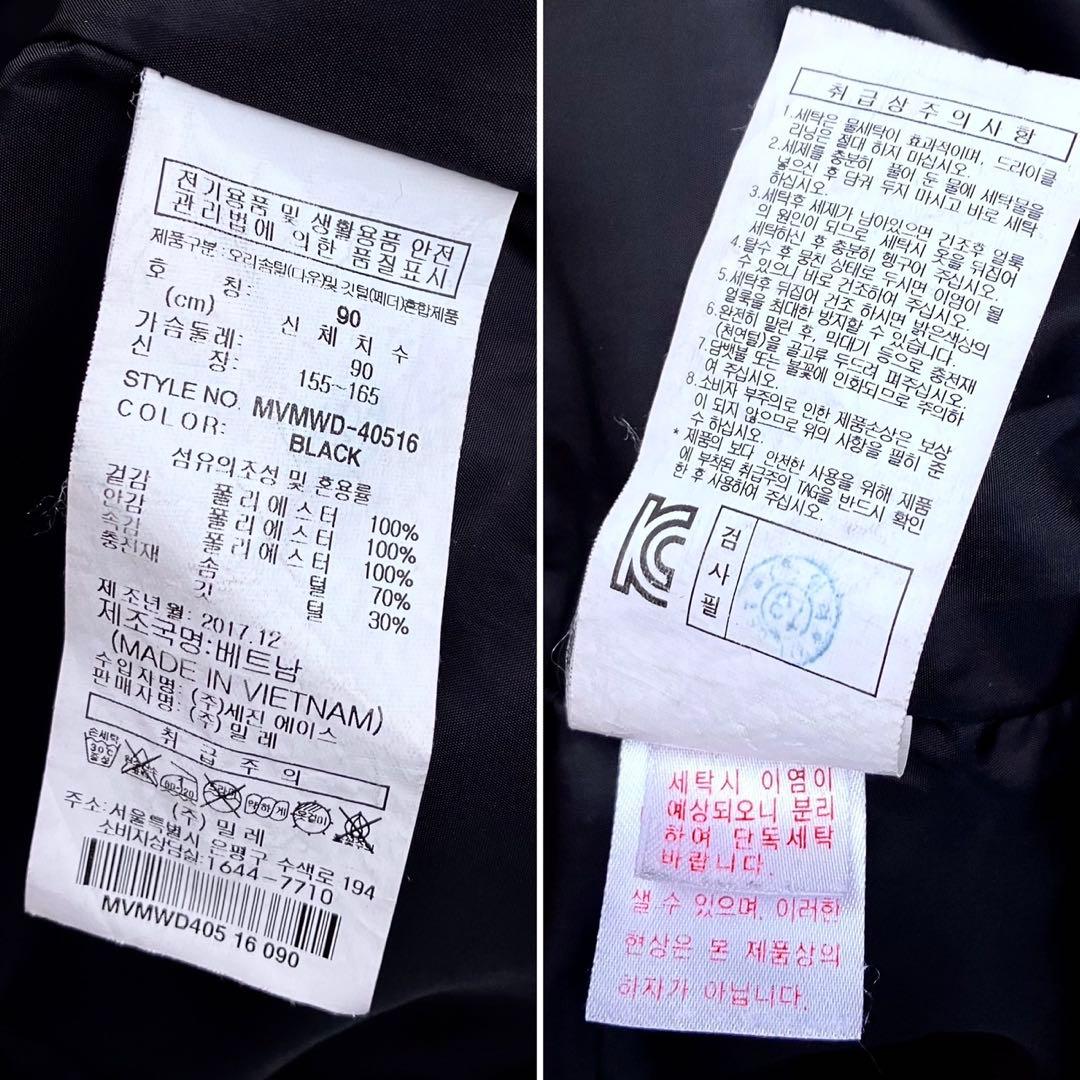 전기용품 및 생활용품 안전
관리법에 의한 품질표시
제품구분: 오리솜털(다운)및 깃털(페더)혼합제품
호 칭: 90
(cm) 신 체 치 수
가슴둘레: 90
신 장: 155~165
STYLE NO. MVMWD-40516
COLOR: BLACK
섬유의조성 및 혼용률
겉감 폴리에스터 100%
안감 폴리에스터 100%
속감 폴리에스터 100%
충전재 솜 털 70%
깃 털 30%
제조년월: 2017.12
제조국명:베트남
(MADE IN VIETNAM)
수입자명: (주)세진 에이스
판매자명: (주)밀 레
취 급 주 의
손세탁
30℃
중성
드라이
약하게
옷걸이
(주) 밀 레
주소:서울특별시 은평구 수색로 194
소비자상담실:1644-7710
MVMWD405 16 090
취급상주의사항
1.세탁은 물세탁이 효과적이며, 드라이클
리닝은 절대 하지 마십시오.
2.세제를 충분히 풀어 둔 물에 세탁물을
넣으신 후 담궈 두지 마시고 바로 세탁
하십시오.
3.세탁후 세제가 남아있으면 건조후 얼룩
의 원인이 되므로 세탁시 옷을 뒤집어
세탁하신 후 충분히 헹구어 주십시오.
4.탈수 후 뭉친 상태로 두시면 이염이 될
수 있으니 바로 건조하여 주십시오.
5.세탁후 뒤집어 건조 하시면 밝은색상의
얼룩을 최대한 방지할 수 있습니다.
6.완전히 말린 후 막대기 등으로 충전재
(천연털)을 골고루 두드려 펴주십시오.
7.담뱃불 또는 불꽃에 인화되므로 주의하
여 주십시오.
8.소비자 부주의로 인한 제품손상은 보상
이 되지 않으므로 위의 사항을 필히 준
수 하십시오.
* 제품의 보다 안전한 사용을 위해 제품
에 부착된 취급주의 TAG을 반드시 확인
한 후 사용하여 주십시오.
검사필
세탁시 이염이
예상되오니 분리
하여 단독세탁
바랍니다.
샐 수 있으며, 이러한
현상은 본 제품상의
하자가 아닙니다.